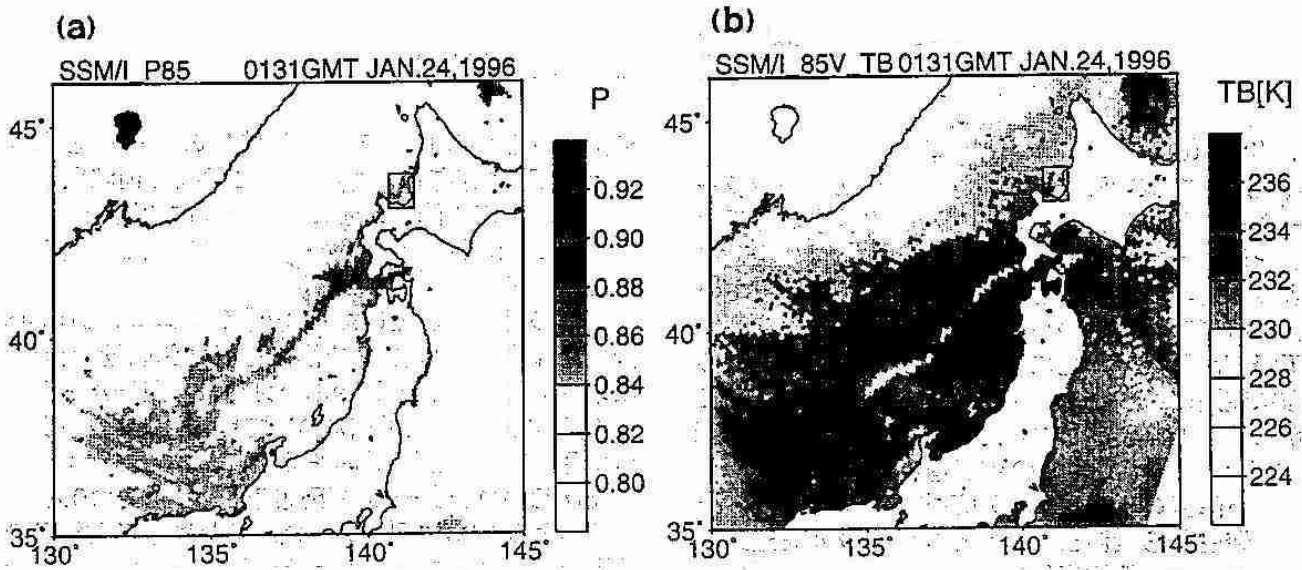 (a)
SSM/I_P85 0131GMT JAN.24,1996
P
45°
40°
35°
130° 135° 140° 145°
0.92
0.90
0.88
0.86
0.84
0.82
0.80
(b)
SSM/I_85V_TB 0131GMT JAN.24,1996
TB[K]
45°
40°
35°
130° 135° 140° 145°
236
234
232
230
228
226
224